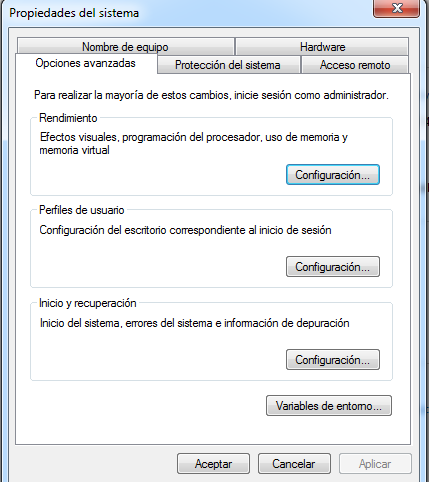 Propiedades del sistema
Nombre de equipo
Hardware
Opciones avanzadas
Protección del sistema
Acceso remoto
Para realizar la mayoría de estos cambios, inicie sesión como administrador.
Rendimiento
Efectos visuales, programación del procesador, uso de memoria y
memoria virtual
Configuración...
Perfiles de usuario
Configuración del escritorio correspondiente al inicio de sesión
Configuración...
Inicio y recuperación
Inicio del sistema, errores del sistema e información de depuración
Configuración...
Variables de entorno...
Aceptar
Cancelar
Aplicar